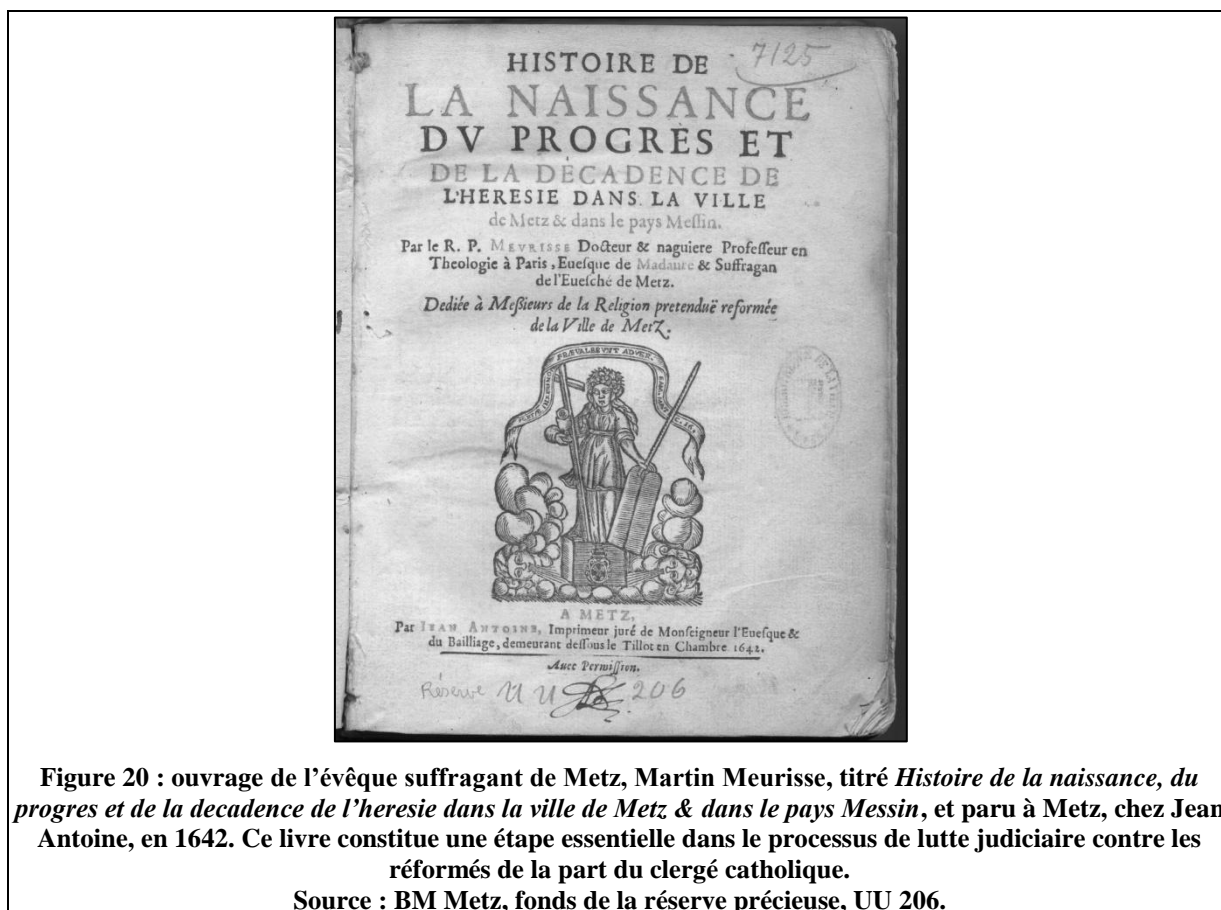 7125
HISTOIRE DE
LA NAISSANCE
DV PROGRÈS ET
DE LA DÉCADENCE DE
L'HERESIE DANS LA VILLE
de Metz & dans le pays Meſſin.
Par le R. P. MEVRISSE Docteur & naguiere Profeſſeur en
Theologie à Paris, Eueſque de Madaure & Suffragan
de l'Eueſché de Metz.
Dediée à Meſsieurs de la Religion pretenduë reformée
de la Ville de Metz.
PRÆVALEBVNT ADVER.
A METZ,
Par IEAN ANTOINE, Imprimeur juré de Monſeigneur l'Eueſque &
du Bailliage, demeurant deſſous le Tillot en Chambre 1642.
Auec Permiſſion.
Réserve UU 206
Figure 20 : ouvrage de l’évêque suffragant de Metz, Martin Meurisse, titré Histoire de la naissance, du
progres et de la decadence de l’heresie dans la ville de Metz & dans le pays Messin, et paru à Metz, chez Jean
Antoine, en 1642. Ce livre constitue une étape essentielle dans le processus de lutte judiciaire contre les
réformés de la part du clergé catholique.
Source : BM Metz, fonds de la réserve précieuse, UU 206.